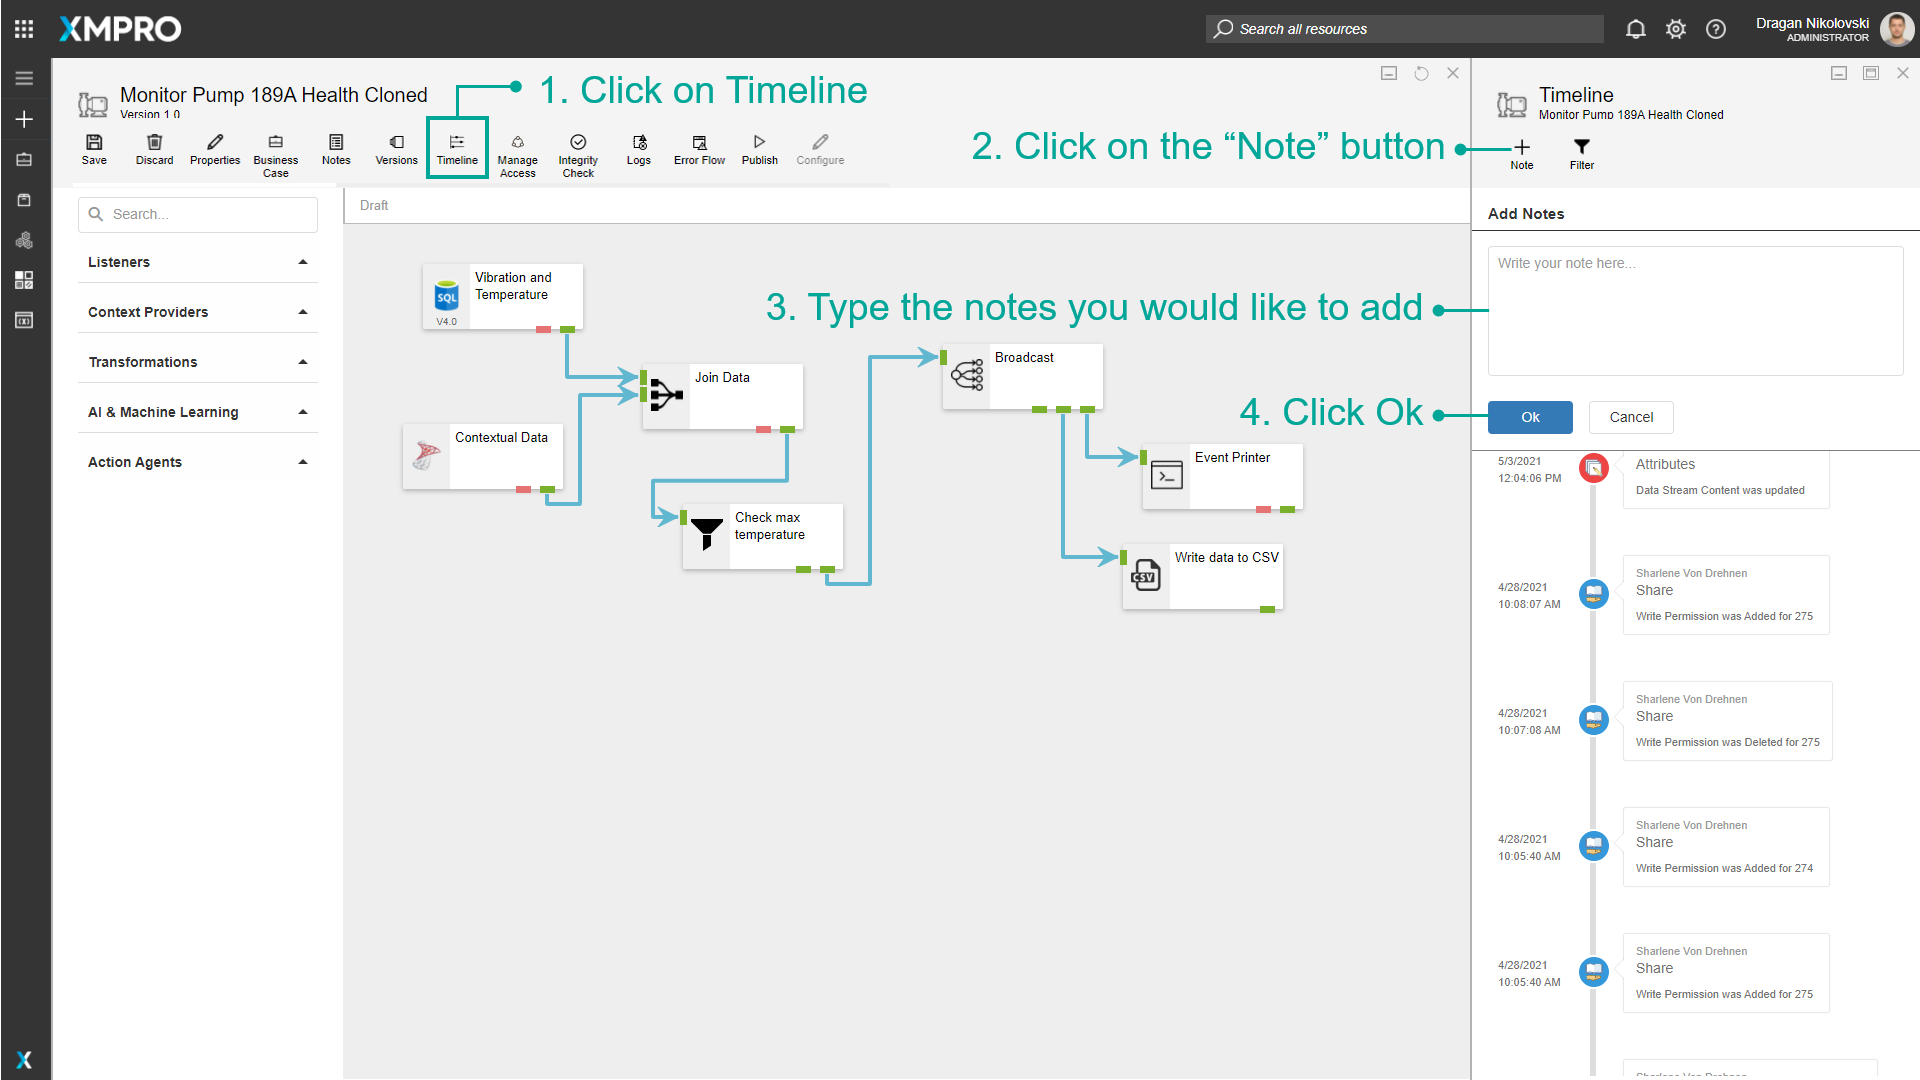 XMPRO
Search all resources
Dragan Nikolovski
ADMINISTRATOR
Monitor Pump 189A Health Cloned
Version 1.0
1. Click on Timeline
Save
Discard
Properties
Business
Case
Notes
Versions
Timeline
Manage
Access
Integrity
Check
Logs
Error Flow
Publish
Configure
2. Click on the “Note” button
Timeline
Monitor Pump 189A Health Cloned
Note
Filter
Search...
Listeners
Context Providers
Transformations
AI & Machine Learning
Action Agents
Draft
SQL
V4.0
Vibration and
Temperature
Contextual Data
Join Data
Check max
temperature
Broadcast
Event Printer
CSV
Write data to CSV
Add Notes
Write your note here...
3. Type the notes you would like to add
4. Click Ok
Ok
Cancel
5/3/2021
12:04:06 PM
Attributes
Data Stream Content was updated
4/28/2021
10:08:07 AM
Sharlene Von Drehnen
Share
Write Permission was Added for 275
4/28/2021
10:07:08 AM
Sharlene Von Drehnen
Share
Write Permission was Deleted for 275
4/28/2021
10:05:40 AM
Sharlene Von Drehnen
Share
Write Permission was Added for 274
4/28/2021
10:05:40 AM
Sharlene Von Drehnen
Share
Write Permission was Added for 275
Sharlene Von Drehnen
X